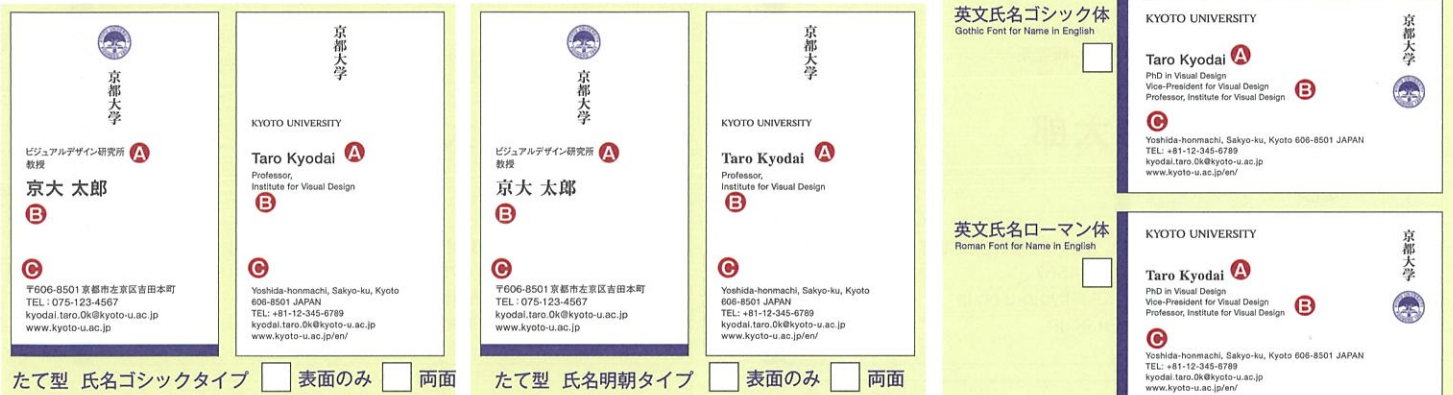 京都大学
ビジュアルデザイン研究所 A
教授
京大 太郎
B
C
〒606-8501京都市左京区吉田本町
TEL：075-123-4567
kyodai.taro.0k@kyoto-u.ac.jp
www.kyoto-u.ac.jp
京都大学
KYOTO UNIVERSITY
Taro Kyodai A
Professor,
Institute for Visual Design
B
C
Yoshida-honmachi, Sakyo-ku, Kyoto
606-8501 JAPAN
TEL: +81-12-345-6789
kyodai.taro.0k@kyoto-u.ac.jp
www.kyoto-u.ac.jp/en/
たて型 氏名ゴシックタイプ 表面のみ 両面
京都大学
ビジュアルデザイン研究所 A
教授
京大 太郎
B
C
〒606-8501京都市左京区吉田本町
TEL：075-123-4567
kyodai.taro.0k@kyoto-u.ac.jp
www.kyoto-u.ac.jp
京都大学
KYOTO UNIVERSITY
Taro Kyodai A
Professor,
Institute for Visual Design
B
C
Yoshida-honmachi, Sakyo-ku, Kyoto
606-8501 JAPAN
TEL: +81-12-345-6789
kyodai.taro.0k@kyoto-u.ac.jp
www.kyoto-u.ac.jp/en/
たて型 氏名明朝タイプ 表面のみ 両面
英文氏名ゴシック体
Gothic Font for Name in English
KYOTO UNIVERSITY
京都大学
Taro Kyodai A
PhD in Visual Design
Vice-President for Visual Design
Professor, Institute for Visual Design B
C
Yoshida-honmachi, Sakyo-ku, Kyoto 606-8501 JAPAN
TEL: +81-12-345-6789
kyodai.taro.0k@kyoto-u.ac.jp
www.kyoto-u.ac.jp/en/
英文氏名ローマン体
Roman Font for Name in English
KYOTO UNIVERSITY
京都大学
Taro Kyodai A
PhD in Visual Design
Vice-President for Visual Design
Professor, Institute for Visual Design B
C
Yoshida-honmachi, Sakyo-ku, Kyoto 606-8501 JAPAN
TEL: +81-12-345-6789
kyodai.taro.0k@kyoto-u.ac.jp
www.kyoto-u.ac.jp/en/